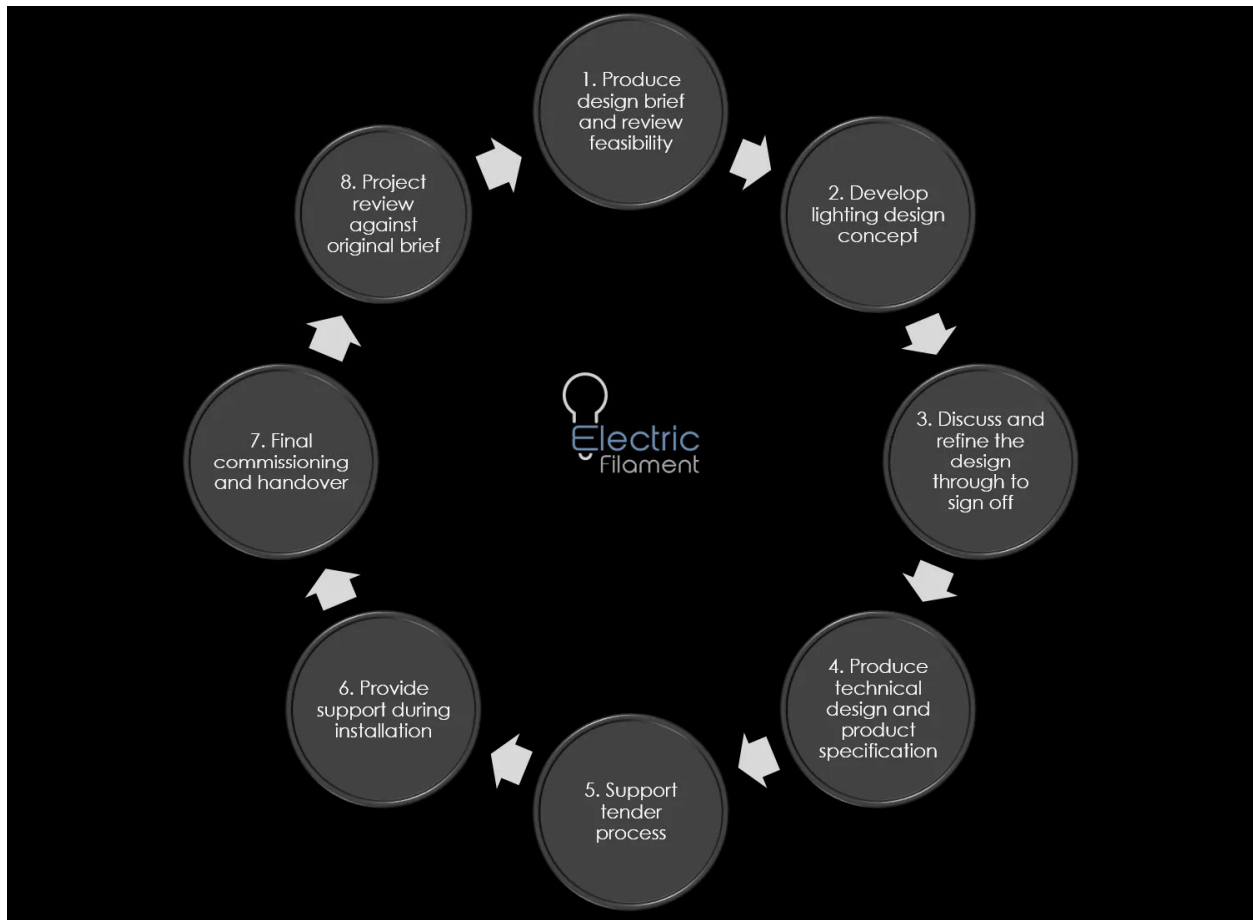 1. Produce
design brief
and review
feasibility
2. Develop
lighting design
concept
3. Discuss and
refine the
design
through to
sign off
4. Produce
technical
design and
product
specification
5. Support
tender
process
6. Provide
support during
installation
7. Final
commissioning
and handover
8. Project
review
against
original brief
Electric
Filament